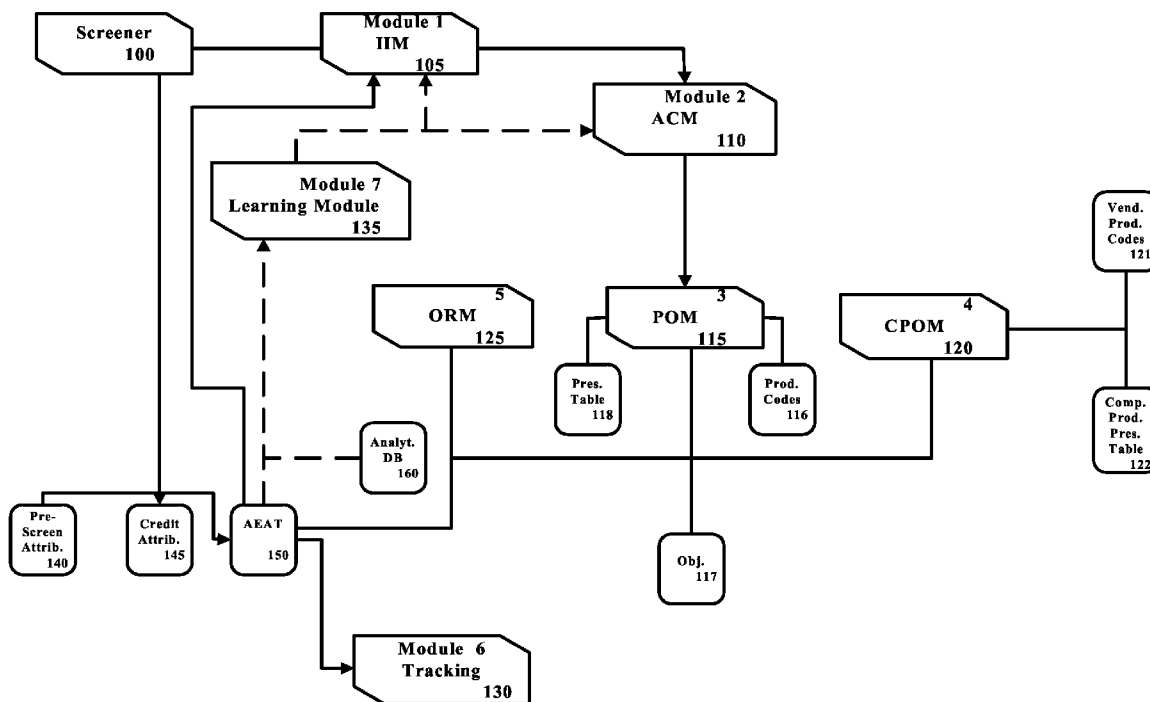 Screener
100
Module 1
IIM
105
Module 2
ACM
110
Module 7
Learning Module
135
Vend.
Prod.
Codes
121
5
ORM
125
3
POM
115
4
CPOM
120
Pres.
Table
118
Prod.
Codes
116
Comp.
Prod.
Pres.
Table
122
Analyt.
DB
160
Pre-
Screen
Attrib.
140
Credit
Attrib.
145
AEAT
150
Obj.
117
Module 6
Tracking
130